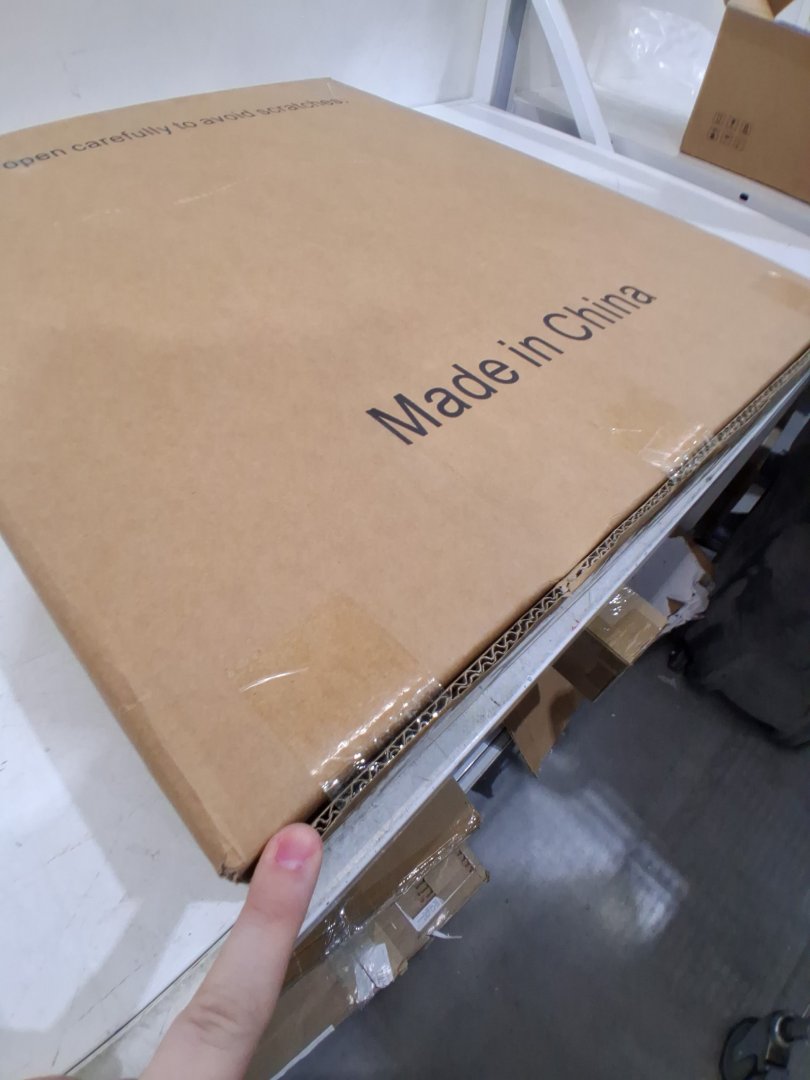 open carefully to avoid scratches.
Made in China